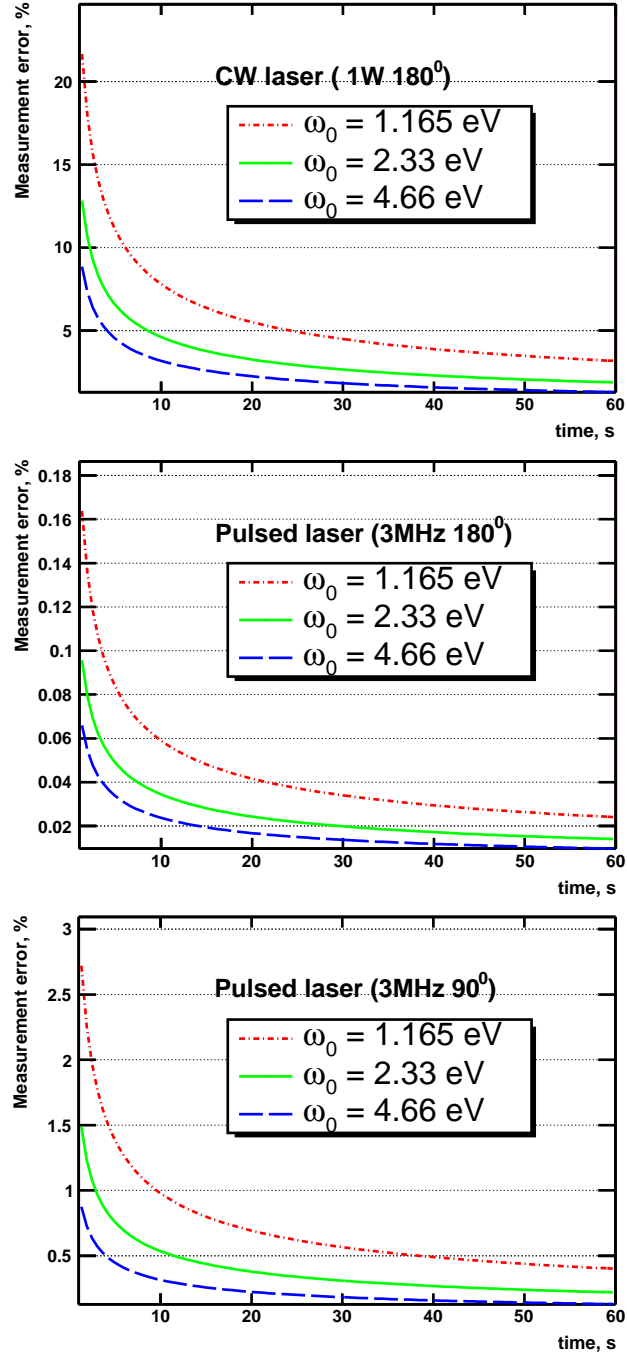 Measurement error, %
CW laser ( 1W 180⁰)
ω₀ = 1.165 eV
ω₀ = 2.33 eV
ω₀ = 4.66 eV
20
15
10
5
10 20 30 40 50 60
time, s
Measurement error, %
Pulsed laser (3MHz 180⁰)
ω₀ = 1.165 eV
ω₀ = 2.33 eV
ω₀ = 4.66 eV
0.18
0.16
0.14
0.12
0.1
0.08
0.06
0.04
0.02
10 20 30 40 50 60
time, s
Measurement error, %
Pulsed laser (3MHz 90⁰)
ω₀ = 1.165 eV
ω₀ = 2.33 eV
ω₀ = 4.66 eV
3
2.5
2
1.5
1
0.5
10 20 30 40 50 60
time, s